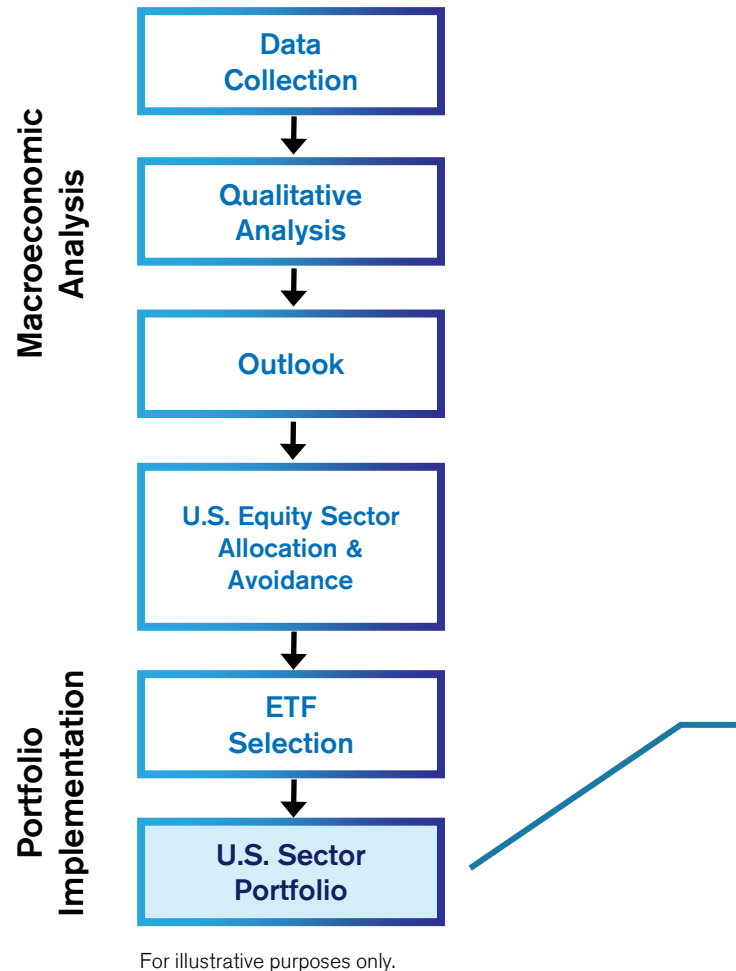 Macroeconomic
Analysis
Data
Collection
Qualitative
Analysis
Outlook
U.S. Equity Sector
Allocation &
Avoidance
Portfolio
Implementation
ETF
Selection
U.S. Sector
Portfolio
For illustrative purposes only.